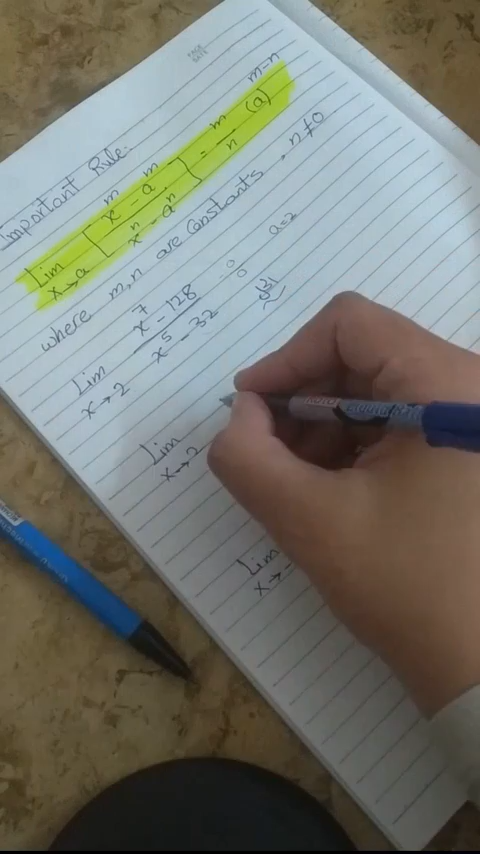 Important Rule:
Lim x→a [x^m - a^m / x^n - a^n] = m/n (a)^m-n
where m,n are constants, n≠0
Lim x→2 x^7 - 128 / x^5 - 32 0/0 a=2
Lim x→2
Lim x→